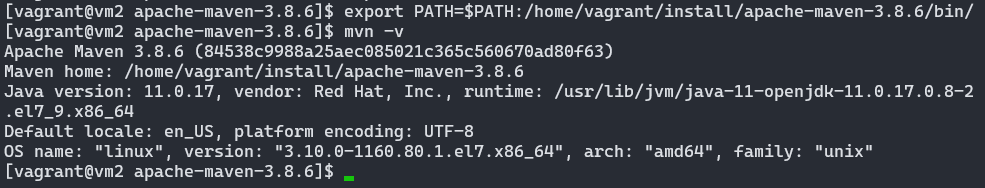 [vagrant@vm2 apache-maven-3.8.6]$ export PATH=$PATH:/home/vagrant/install/apache-maven-3.8.6/bin/
[vagrant@vm2 apache-maven-3.8.6]$ mvn -v
Apache Maven 3.8.6 (84538c9988a25aec085021c365c560670ad80f63)
Maven home: /home/vagrant/install/apache-maven-3.8.6
Java version: 11.0.17, vendor: Red Hat, Inc., runtime: /usr/lib/jvm/java-11-openjdk-11.0.17.0.8-2
.el7_9.x86_64
Default locale: en_US, platform encoding: UTF-8
OS name: "linux", version: "3.10.0-1160.80.1.el7.x86_64", arch: "amd64", family: "unix"
[vagrant@vm2 apache-maven-3.8.6]$